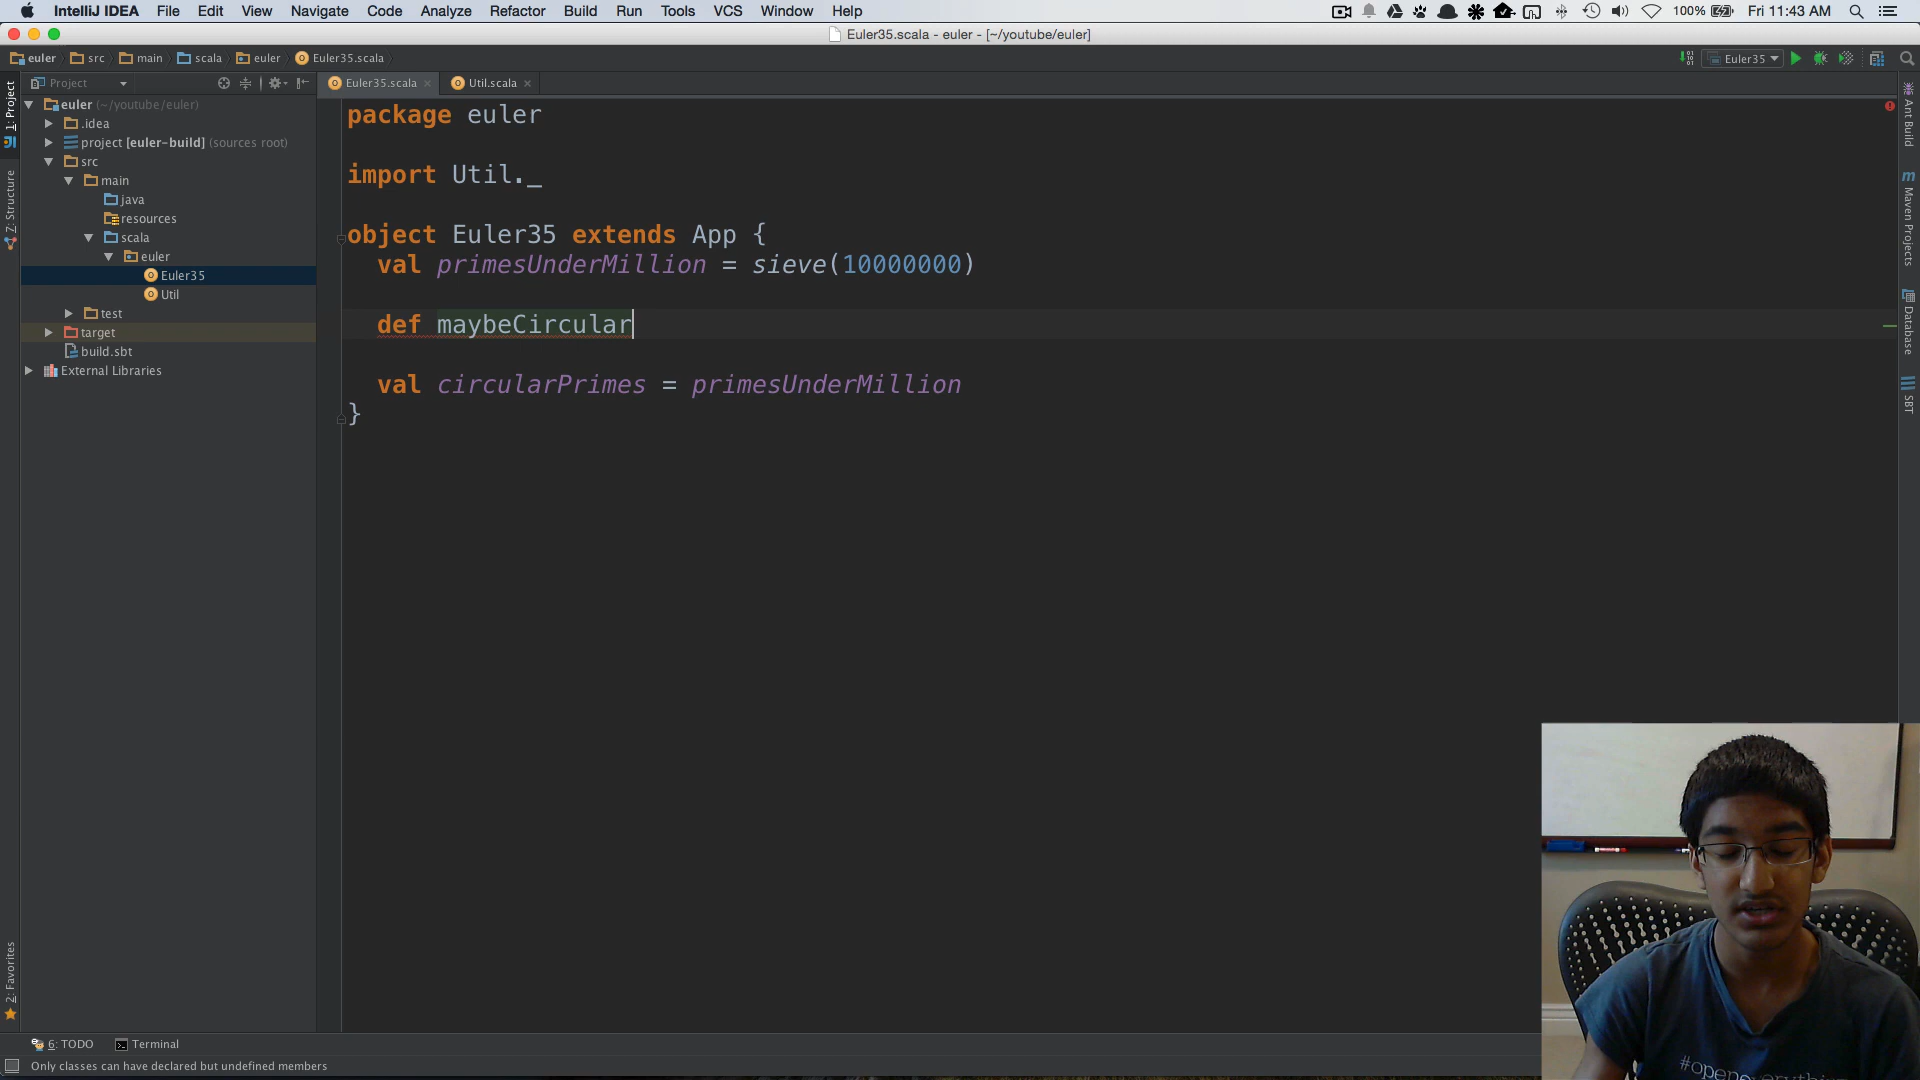 IntelliJ IDEA File Edit View Navigate Code Analyze Refactor Build Run Tools VCS Window Help 100% Fri 11:43 AM
Euler35.scala - euler - [~/youtube/euler]
euler src main scala euler Euler35.scala Euler35
Project Euler35.scala Util.scala
1: Project
Z: Structure
2: Favorites
euler (~/youtube/euler)
.idea
project [euler-build] (sources root)
src
main
java
resources
scala
euler
Euler35
Util
test
target
build.sbt
External Libraries
package euler
import Util._
object Euler35 extends App {
val primesUnderMillion = sieve(10000000)
def maybeCircular
val circularPrimes = primesUnderMillion
}
Ant Build
Maven Projects
Database
SBT
6: TODO Terminal
Only classes can have declared but undefined members
#openeverything